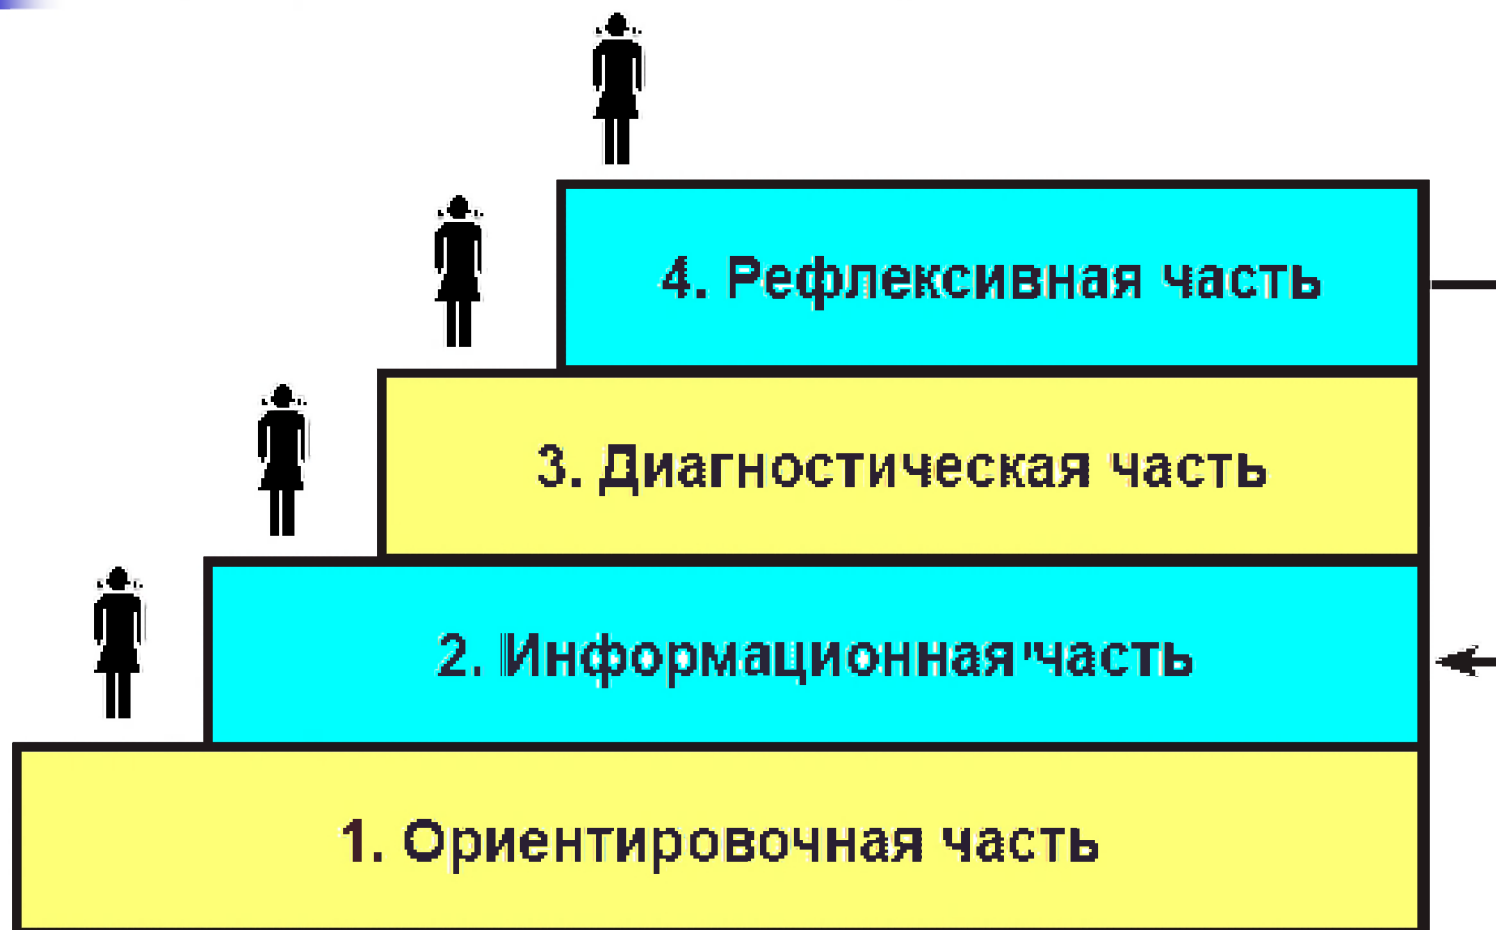 4. Рефлексивная часть
3. Диагностическая часть
2. Информационная часть
1. Ориентировочная часть